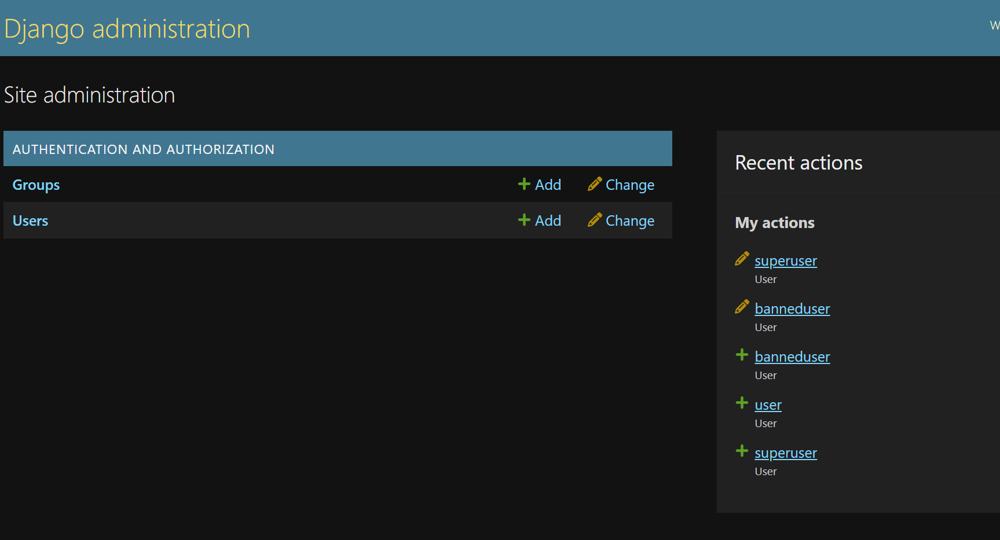 Django administration
Site administration
AUTHENTICATION AND AUTHORIZATION
Groups Add Change
Users Add Change
Recent actions
My actions
superuser
User
banneduser
User
banneduser
User
user
User
superuser
User